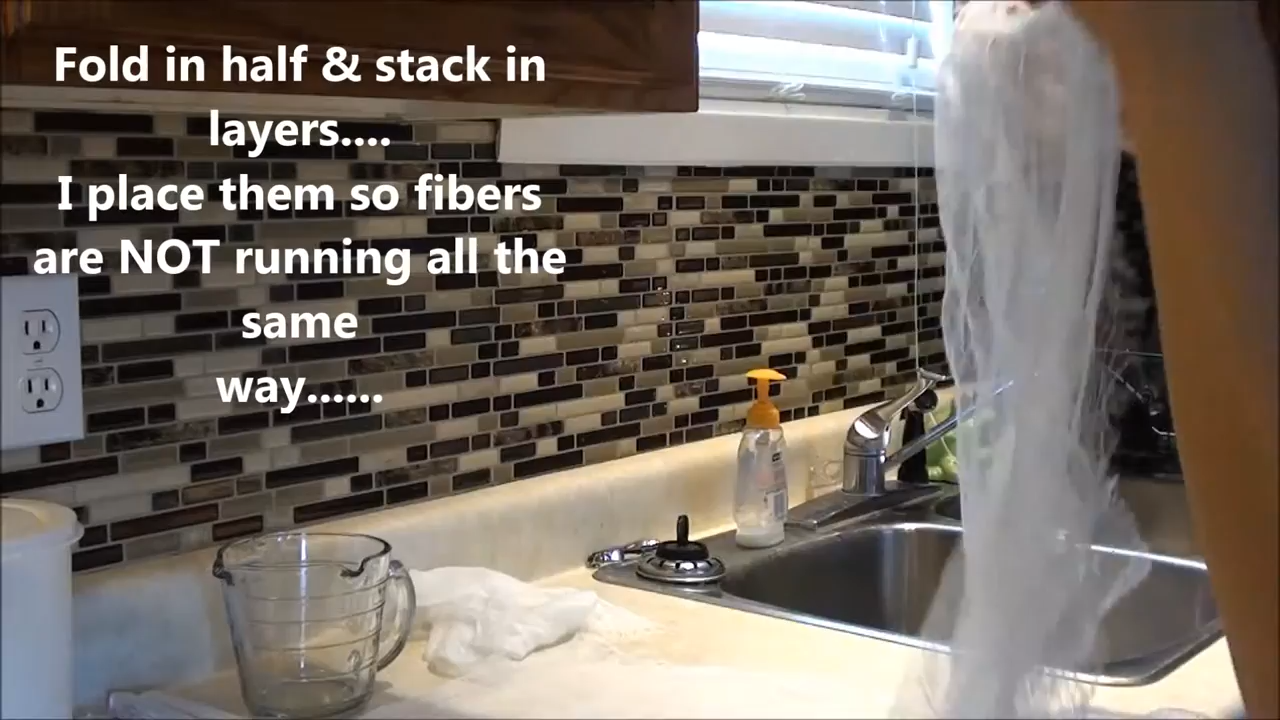 Fold in half & stack in
layers....
I place them so fibers
are NOT running all the
same
way......